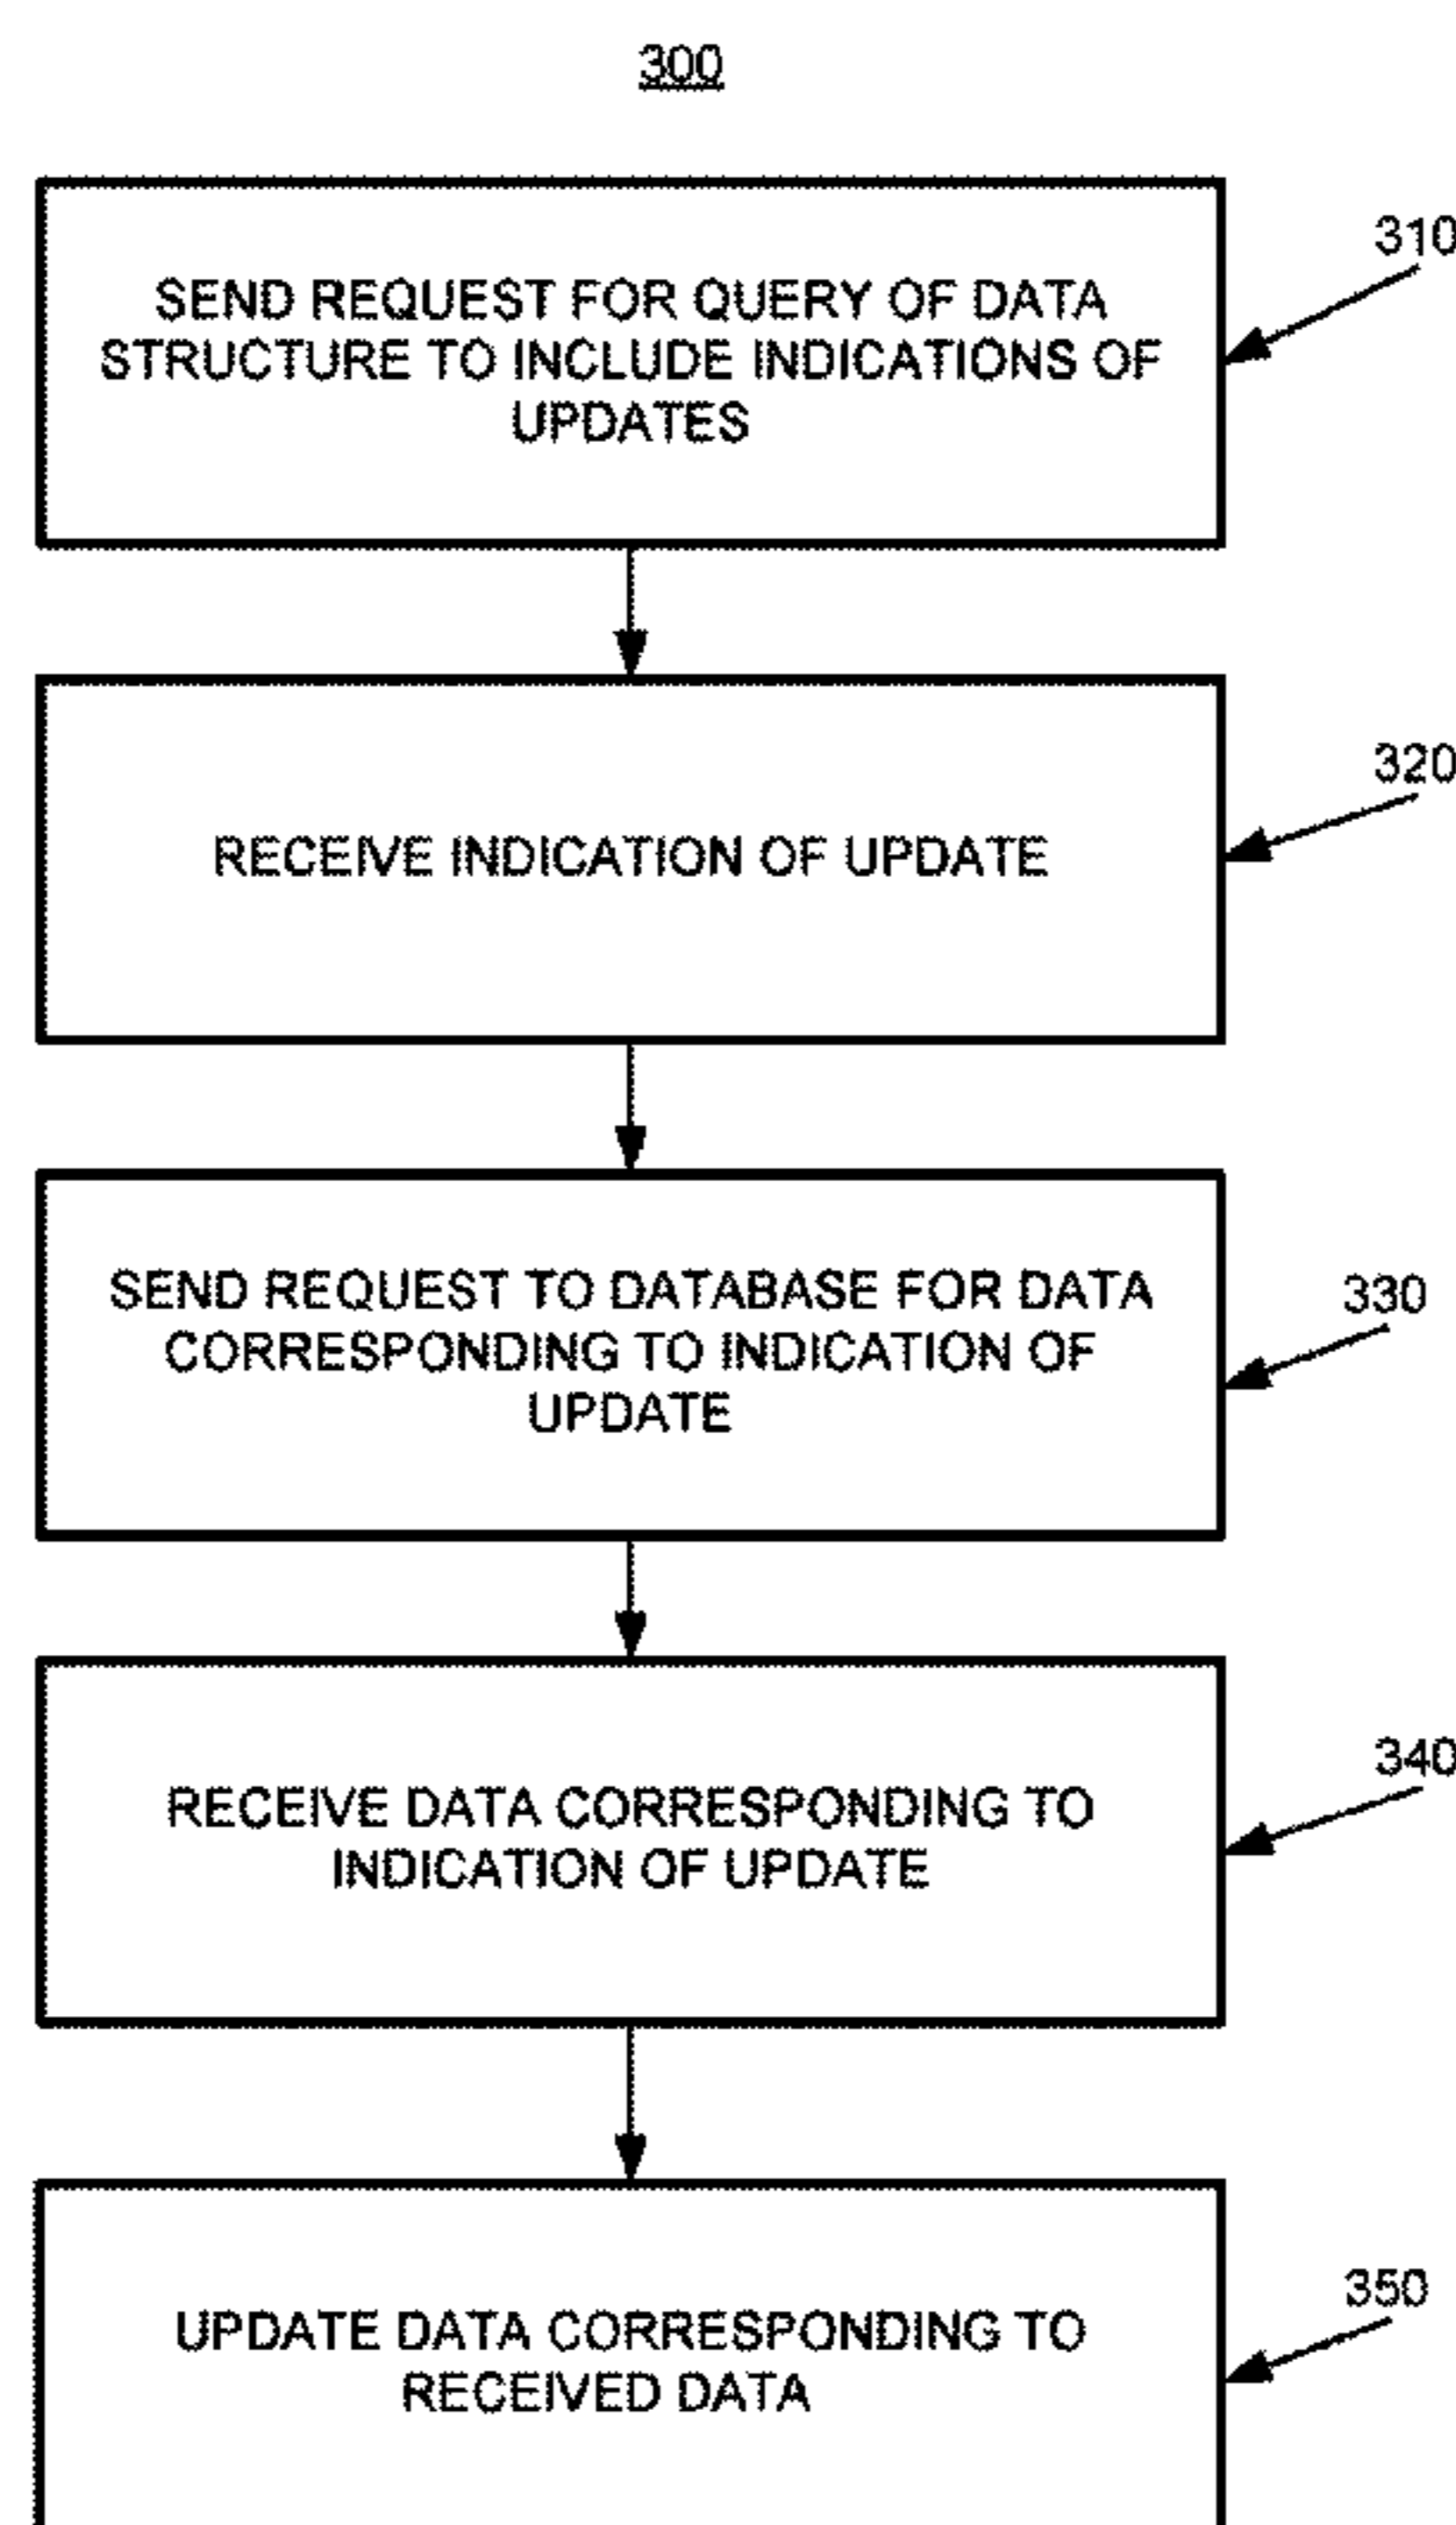 300
310
SEND REQUEST FOR QUERY OF DATA
STRUCTURE TO INCLUDE INDICATIONS OF
UPDATES
320
RECEIVE INDICATION OF UPDATE
330
SEND REQUEST TO DATABASE FOR DATA
CORRESPONDING TO INDICATION OF
UPDATE
340
RECEIVE DATA CORRESPONDING TO
INDICATION OF UPDATE
350
UPDATE DATA CORRESPONDING TO
RECEIVED DATA